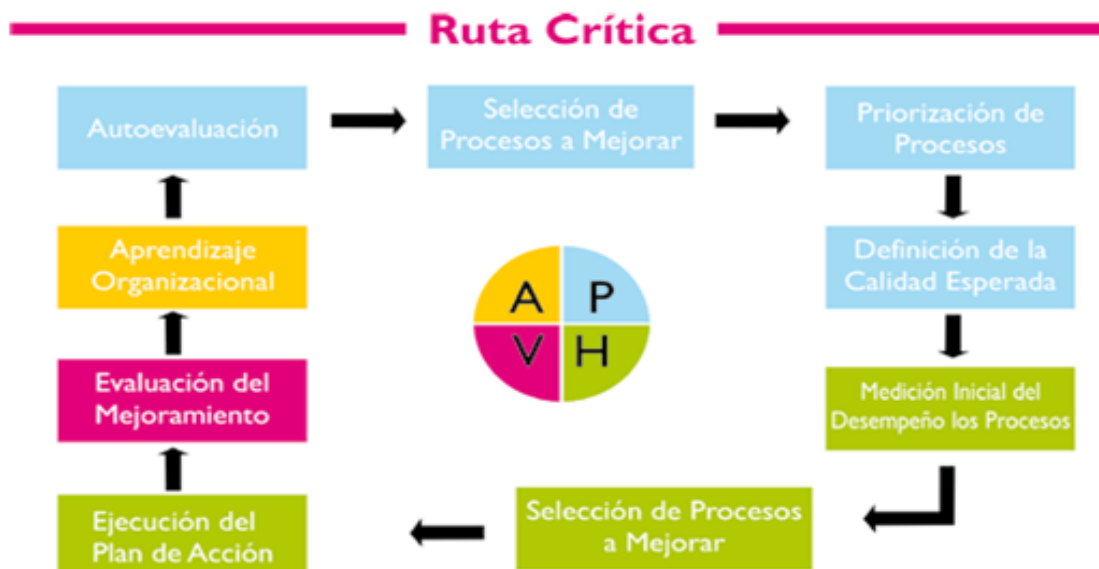 Ruta Crítica
Autoevaluación
Selección de
Procesos a Mejorar
Priorización de
Procesos
Definición de la
Calidad Esperada
Medición Inicial del
Desempeño los Procesos
Selección de Procesos
a Mejorar
Ejecución del
Plan de Acción
Evaluación del
Mejoramiento
Aprendizaje
Organizacional
A P
V H